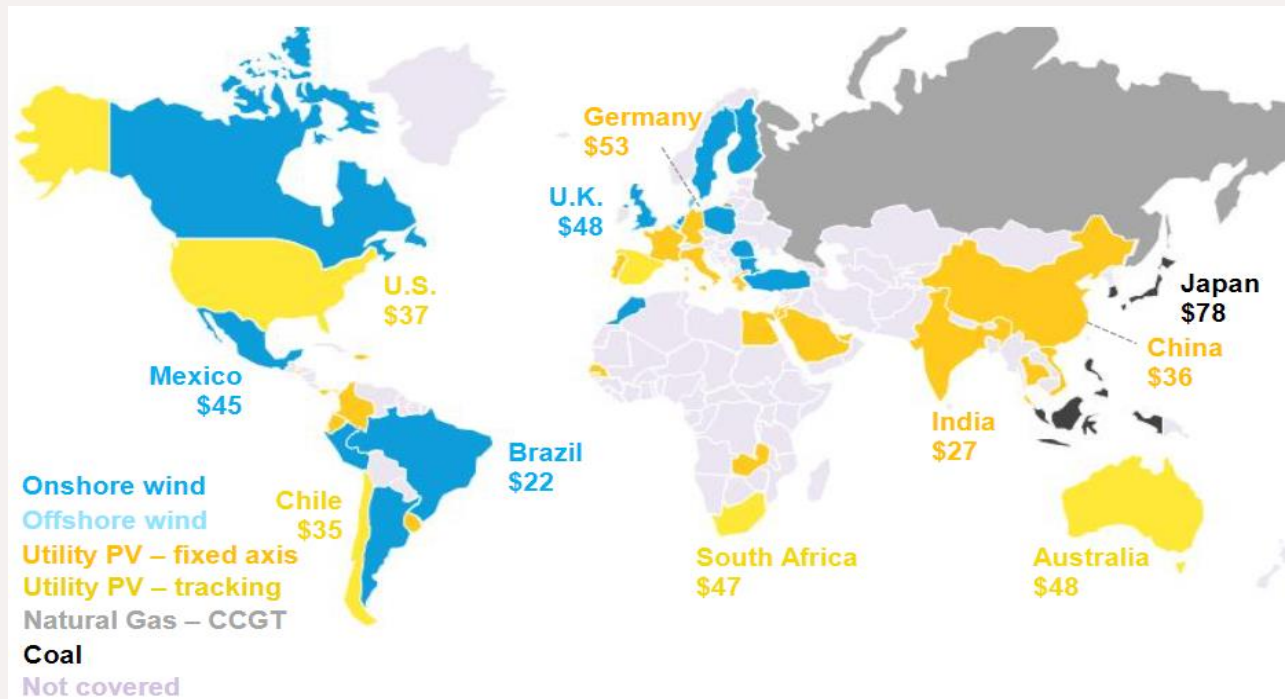 Germany
$53
U.K.
$48
U.S.
$37
Japan
$78
China
$36
Mexico
$45
India
$27
Brazil
$22
Chile
$35
South Africa
$47
Australia
$48
Onshore wind
Offshore wind
Utility PV – fixed axis
Utility PV – tracking
Natural Gas – CCGT
Coal
Not covered